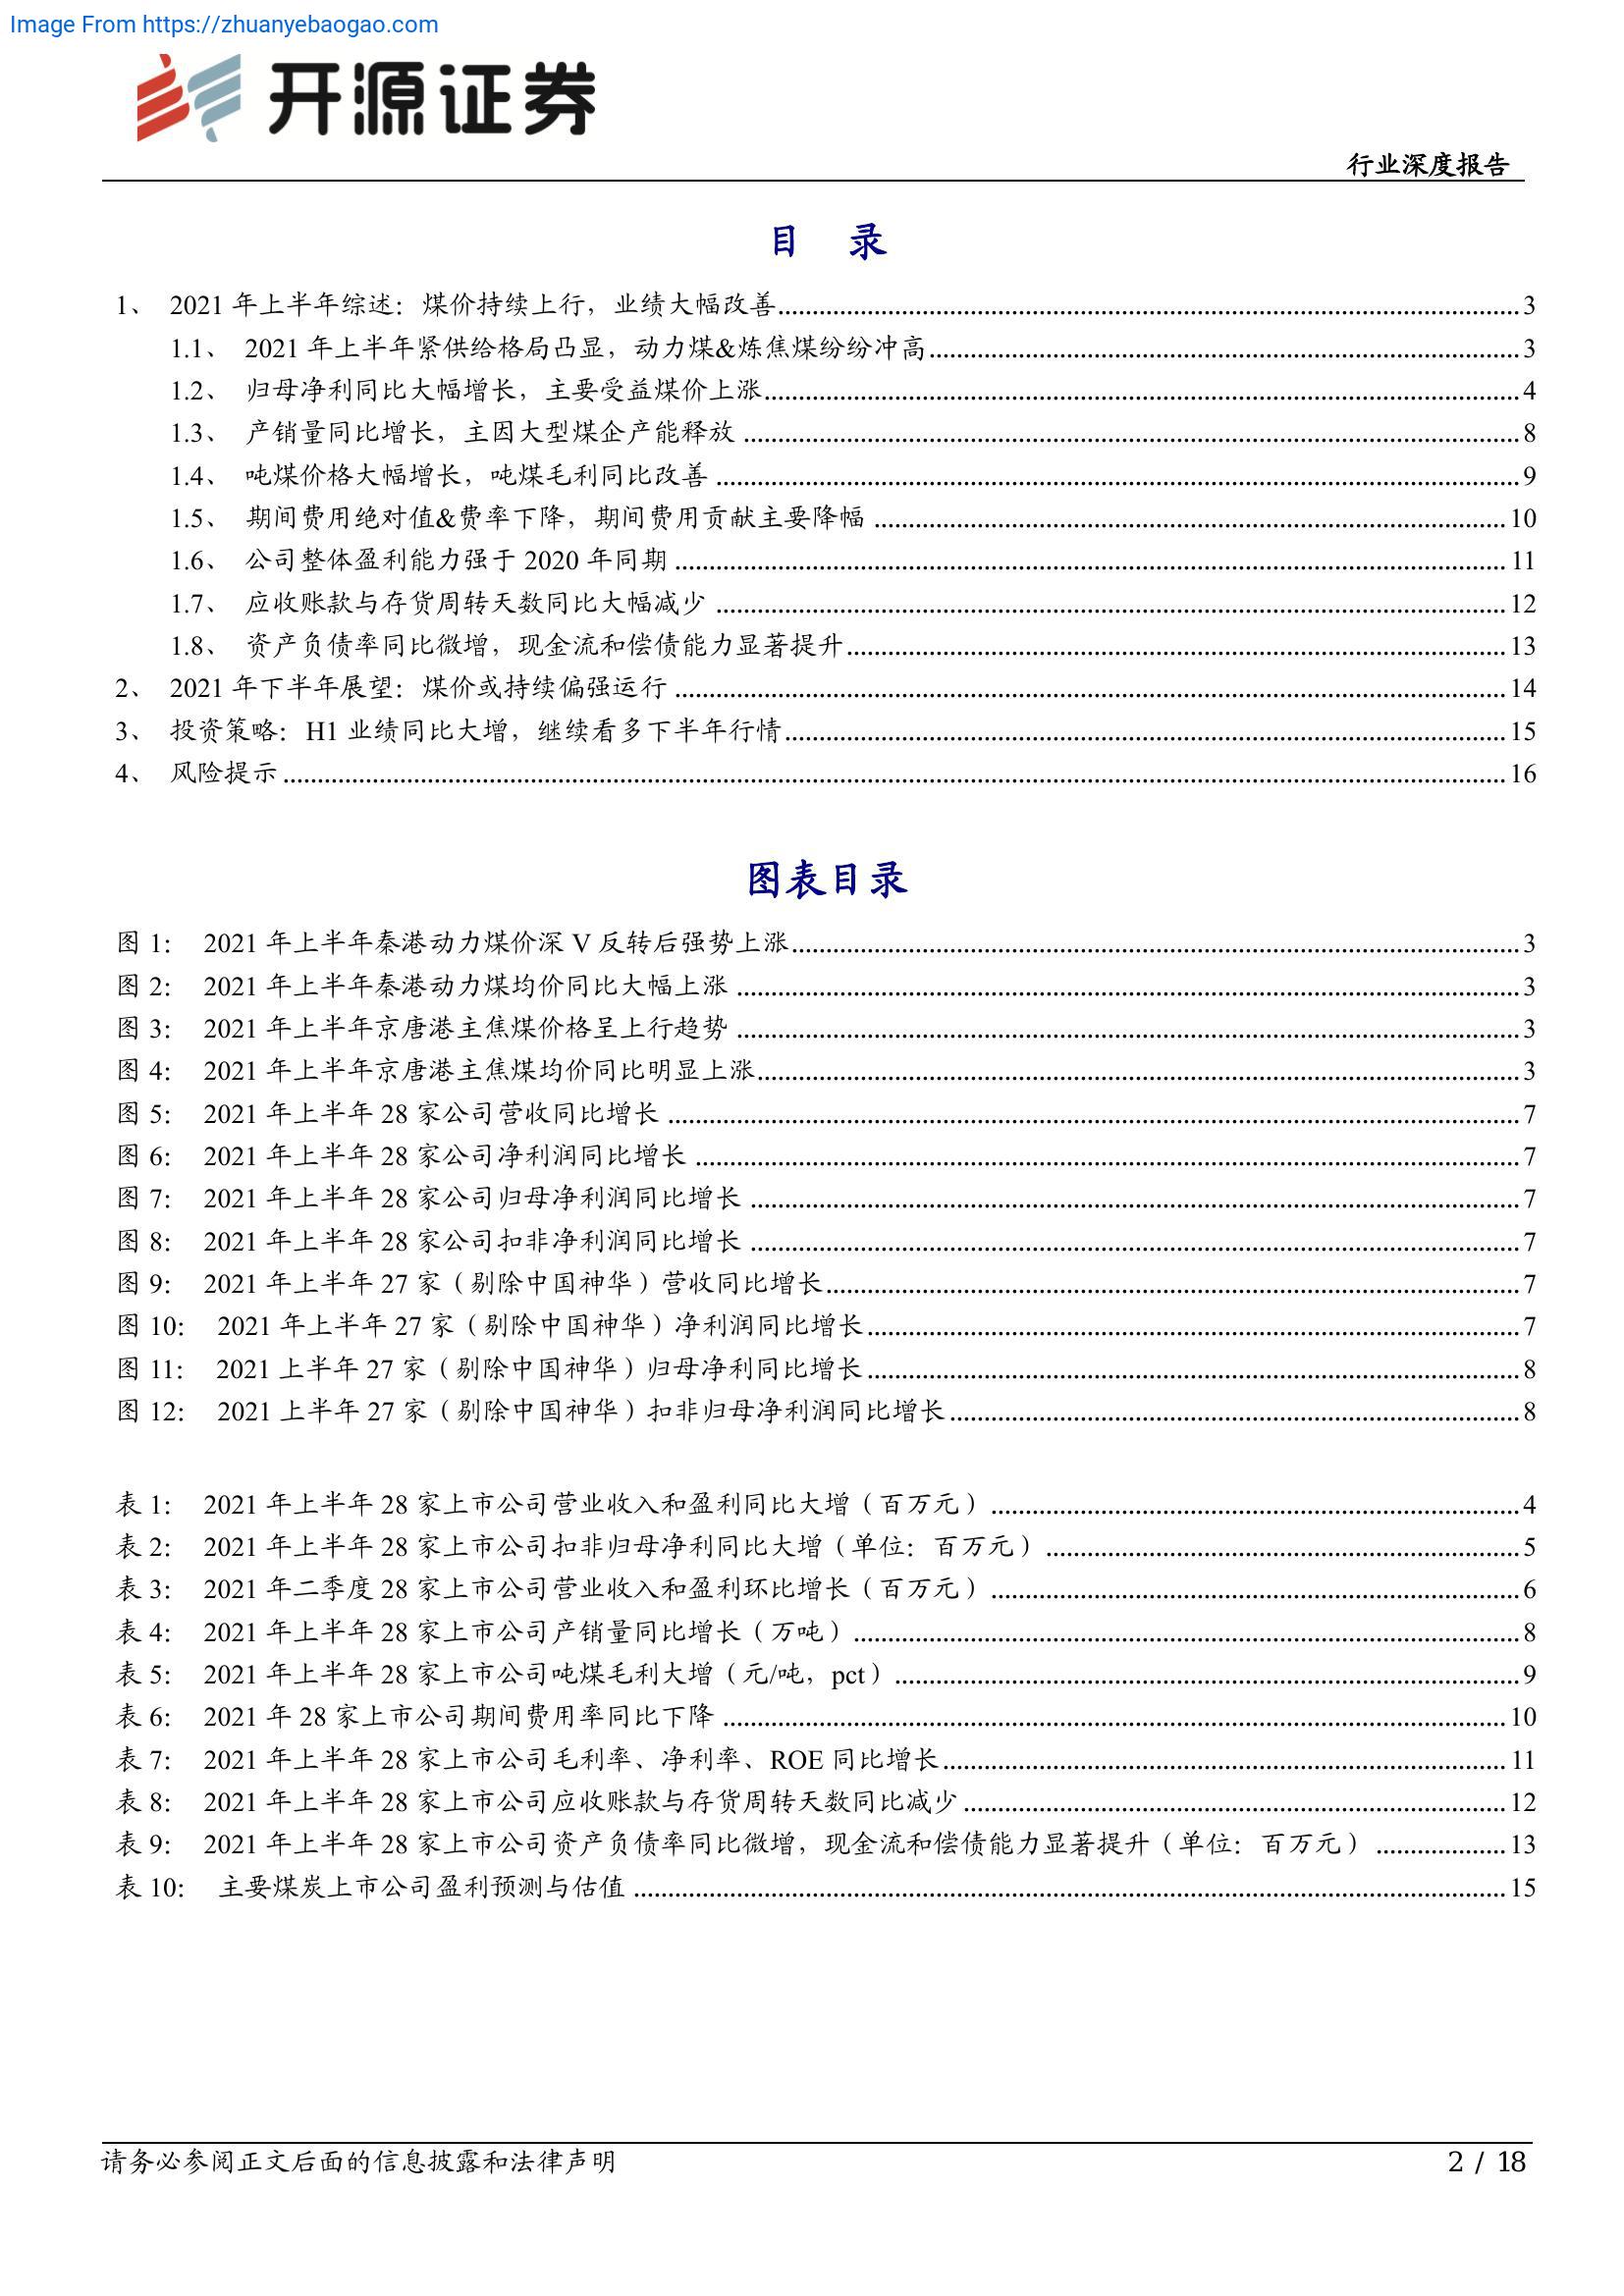 Image From https://zhuanyebaogao.com
开源证券
行业深度报告
目 录
1、 2021 年上半年综述：煤价持续上行，业绩大幅改善 3
1.1、 2021 年上半年紧供给格局凸显，动力煤&炼焦煤纷纷冲高 3
1.2、 归母净利同比大幅增长，主要受益煤价上涨 4
1.3、 产销量同比增长，主因大型煤企产能释放 8
1.4、 吨煤价格大幅增长，吨煤毛利同比改善 9
1.5、 期间费用绝对值&费率下降，期间费用贡献主要降幅 10
1.6、 公司整体盈利能力强于 2020 年同期 11
1.7、 应收账款与存货周转天数同比大幅减少 12
1.8、 资产负债率同比微增，现金流和偿债能力显著提升 13
2、 2021 年下半年展望：煤价或持续偏强运行 14
3、 投资策略：H1 业绩同比大增，继续看多下半年行情 15
4、 风险提示 16
图表目录
图 1： 2021 年上半年秦港动力煤价深 V 反转后强势上涨 3
图 2： 2021 年上半年秦港动力煤均价同比大幅上涨 3
图 3： 2021 年上半年京唐港主焦煤价格呈上行趋势 3
图 4： 2021 年上半年京唐港主焦煤均价同比明显上涨 3
图 5： 2021 年上半年 28 家公司营收同比增长 7
图 6： 2021 年上半年 28 家公司净利润同比增长 7
图 7： 2021 年上半年 28 家公司归母净利润同比增长 7
图 8： 2021 年上半年 28 家公司扣非净利润同比增长 7
图 9： 2021 年上半年 27 家（剔除中国神华）营收同比增长 7
图 10： 2021 年上半年 27 家（剔除中国神华）净利润同比增长 7
图 11： 2021 上半年 27 家（剔除中国神华）归母净利同比增长 8
图 12： 2021 上半年 27 家（剔除中国神华）扣非归母净利润同比增长 8
表 1： 2021 年上半年 28 家上市公司营业收入和盈利同比大增（百万元） 4
表 2： 2021 年上半年 28 家上市公司扣非归母净利同比大增（单位：百万元） 5
表 3： 2021 年二季度 28 家上市公司营业收入和盈利环比增长（百万元） 6
表 4： 2021 年上半年 28 家上市公司产销量同比增长（万吨） 8
表 5： 2021 年上半年 28 家上市公司吨煤毛利大增（元/吨，pct） 9
表 6： 2021 年 28 家上市公司期间费用率同比下降 10
表 7： 2021 年上半年 28 家上市公司毛利率、净利率、ROE 同比增长 11
表 8： 2021 年上半年 28 家上市公司应收账款与存货周转天数同比减少 12
表 9： 2021 年上半年 28 家上市公司资产负债率同比微增，现金流和偿债能力显著提升（单位：百万元） 13
表 10： 主要煤炭上市公司盈利预测与估值 15
请务必参阅正文后面的信息披露和法律声明
2 / 18